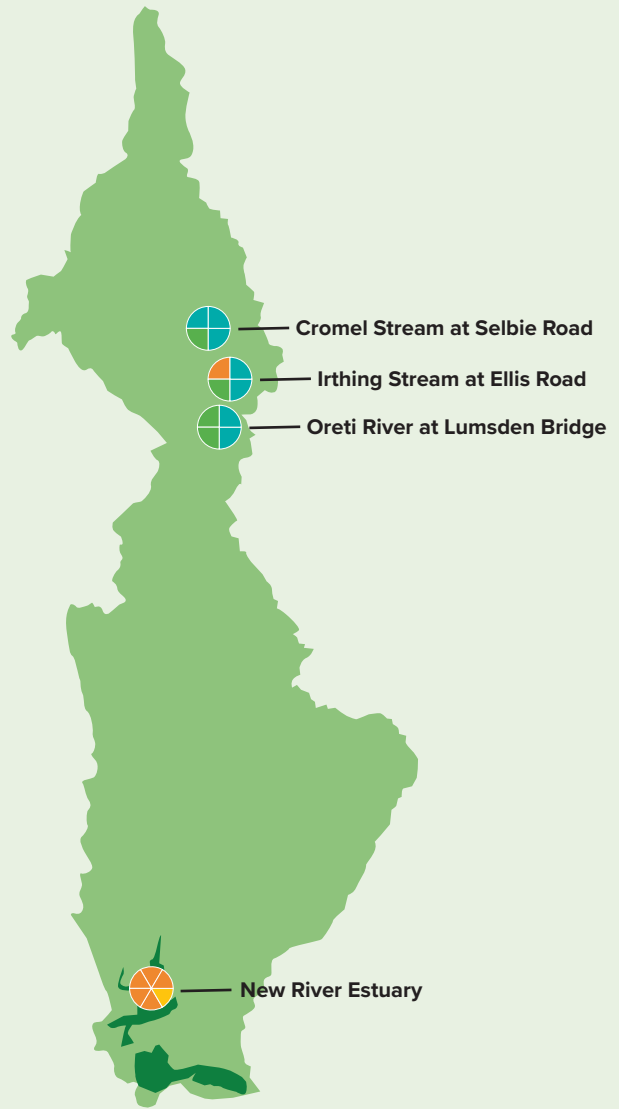 Cromel Stream at Selbie Road
Irthing Stream at Ellis Road
Oreti River at Lumsden Bridge
New River Estuary